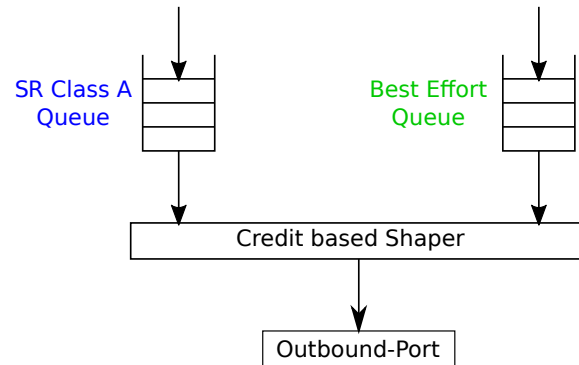 SR Class A
Queue
Best Effort
Queue
Credit based Shaper
Outbound-Port